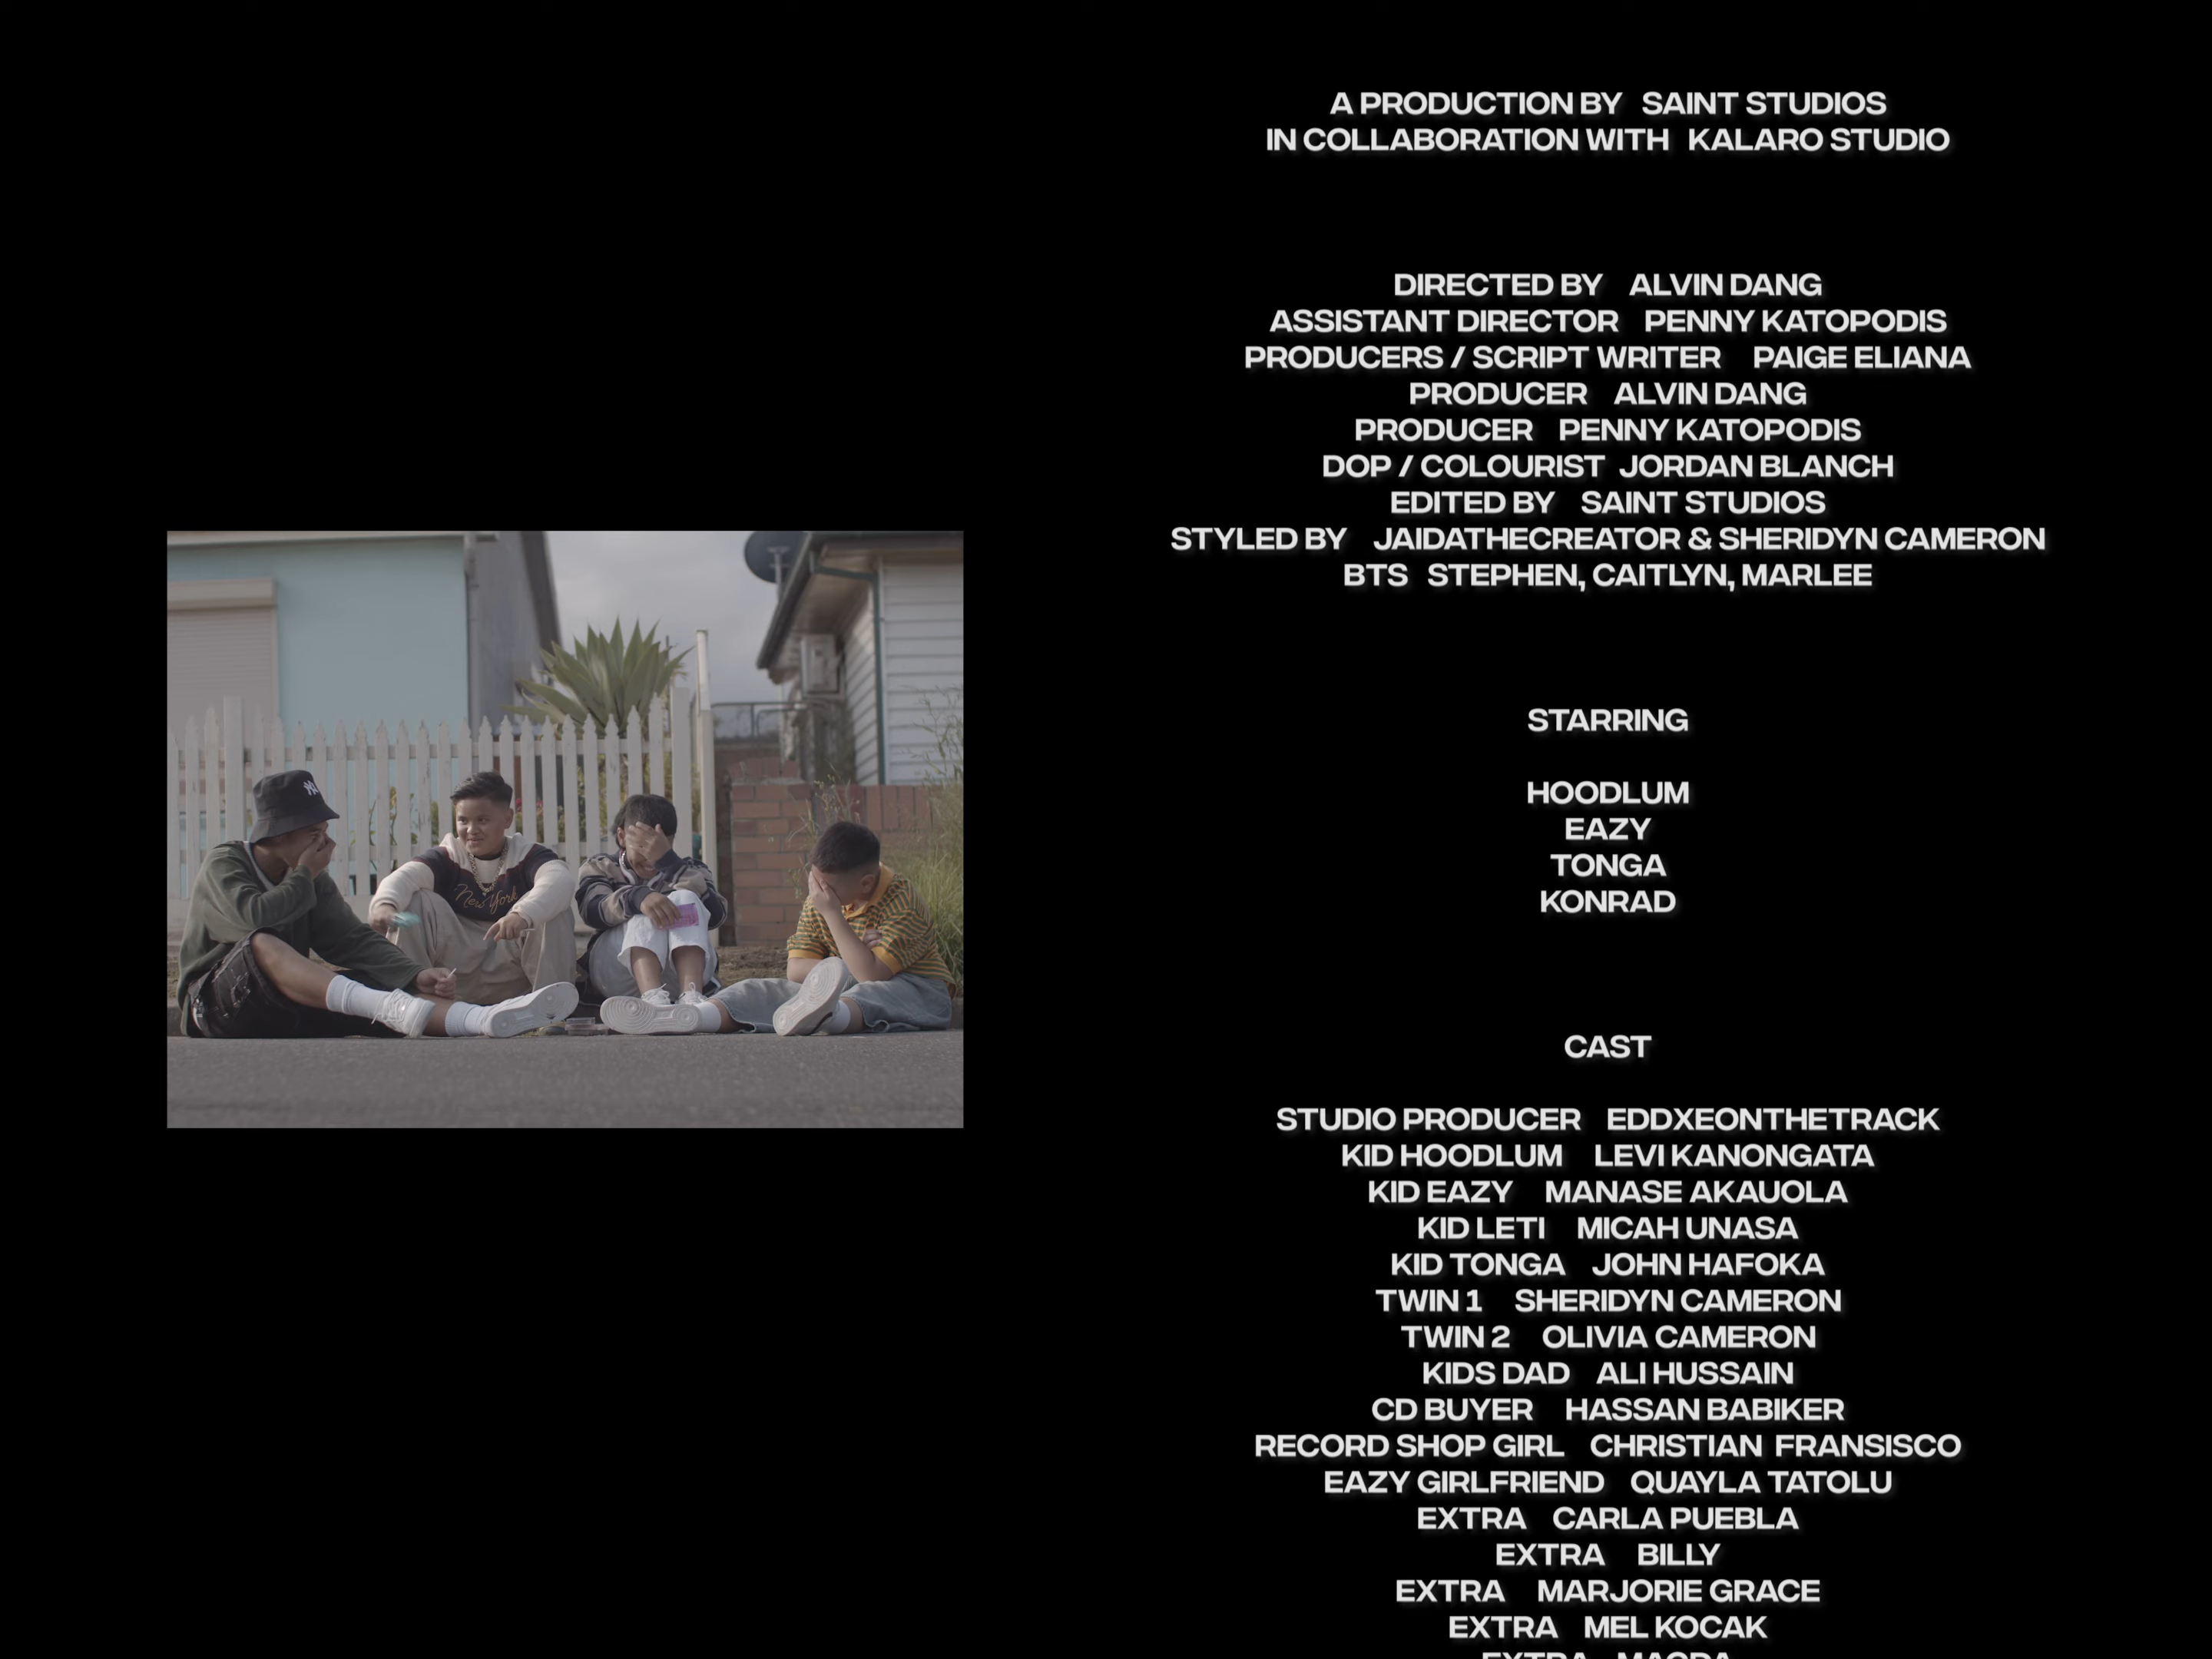 A PRODUCTION BY SAINT STUDIOS
IN COLLABORATION WITH KALARO STUDIO
DIRECTED BY ALVIN DANG
ASSISTANT DIRECTOR PENNY KATOPODIS
PRODUCERS / SCRIPT WRITER PAIGE ELIANA
PRODUCER ALVIN DANG
PRODUCER PENNY KATOPODIS
DOP / COLOURIST JORDAN BLANCH
EDITED BY SAINT STUDIOS
STYLED BY JAIDATHECREATOR & SHERIDYN CAMERON
BTS STEPHEN, CAITLYN, MARLEE
New York
STARRING
HOODLUM
EAZY
TONGA
KONRAD
CAST
STUDIO PRODUCER EDDXEONTHETRACK
KID HOODLUM LEVI KANONGATA
KID EAZY MANASE AKAUOLA
KID LETI MICAH UNASA
KID TONGA JOHN HAFOKA
TWIN 1 SHERIDYN CAMERON
TWIN 2 OLIVIA CAMERON
KIDS DAD ALI HUSSAIN
CD BUYER HASSAN BABIKER
RECORD SHOP GIRL CHRISTIAN FRANSISCO
EAZY GIRLFRIEND QUAYLA TATOLU
EXTRA CARLA PUEBLA
EXTRA BILLY
EXTRA MARJORIE GRACE
EXTRA MEL KOCAK
EXTRA